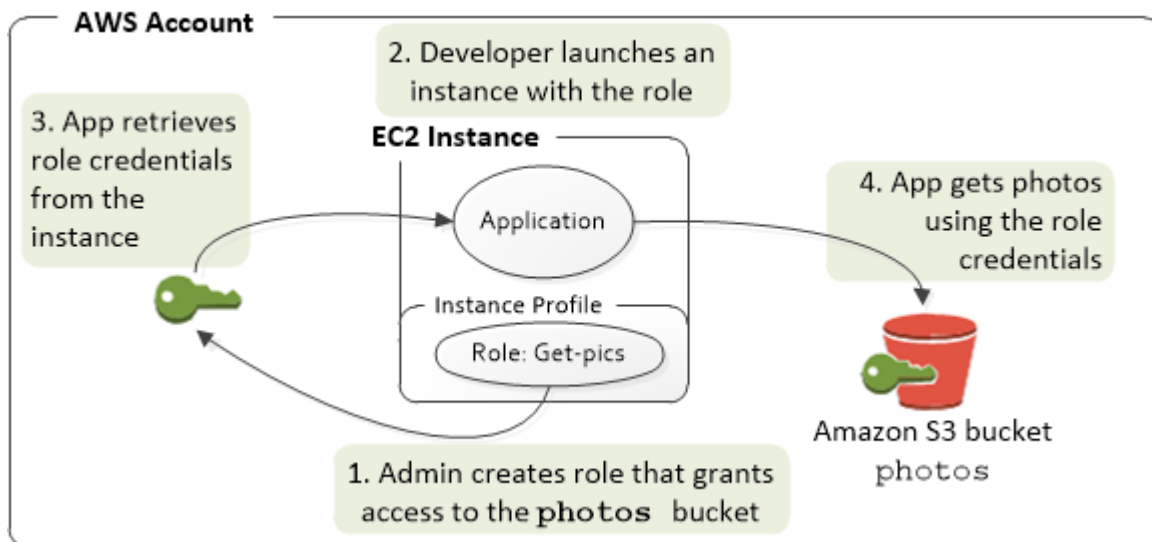 AWS Account
2. Developer launches an
instance with the role
3. App retrieves
role credentials
from the
instance
EC2 Instance
Application
4. App gets photos
using the role
credentials
Instance Profile
Role: Get-pics
Amazon S3 bucket
photos
1. Admin creates role that grants
access to the photos bucket